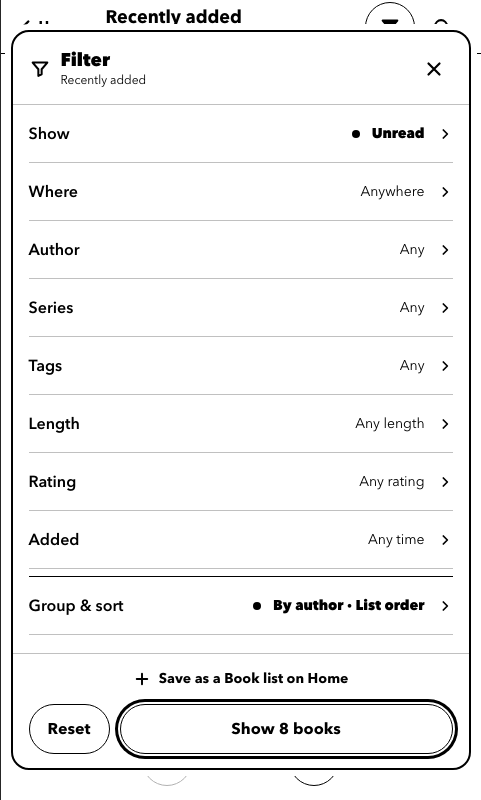 Recently added
Filter
Recently added
Show
Unread
Where
Anywhere
Author
Any
Series
Any
Tags
Any
Length
Any length
Rating
Any rating
Added
Any time
Group & sort
By author · List order
+ Save as a Book list on Home
Reset
Show 8 books